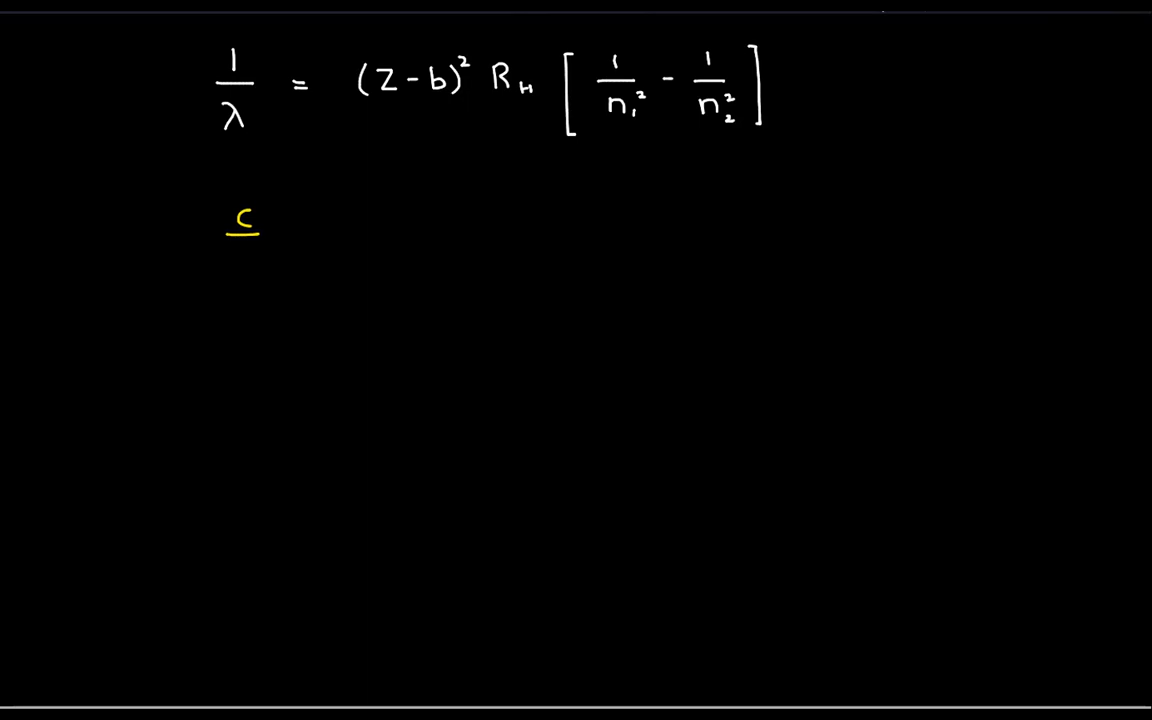 1/λ = (Z-b)² R_H [1/n₁² - 1/n₂²]
c